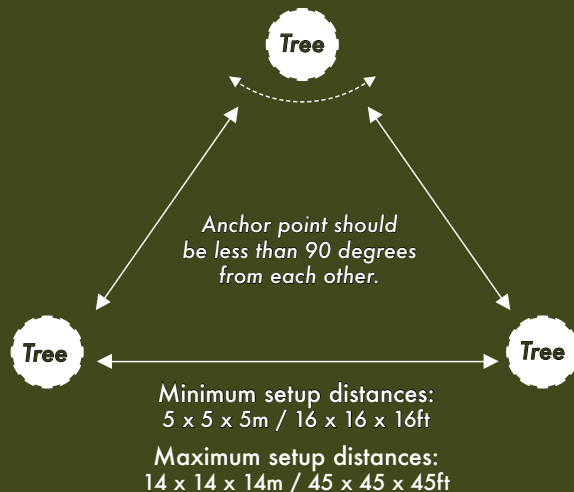 Tree
Anchor point should
be less than 90 degrees
from each other.
Tree
Tree
Minimum setup distances:
5 x 5 x 5m / 16 x 16 x 16ft
Maximum setup distances:
14 x 14 x 14m / 45 x 45 x 45ft